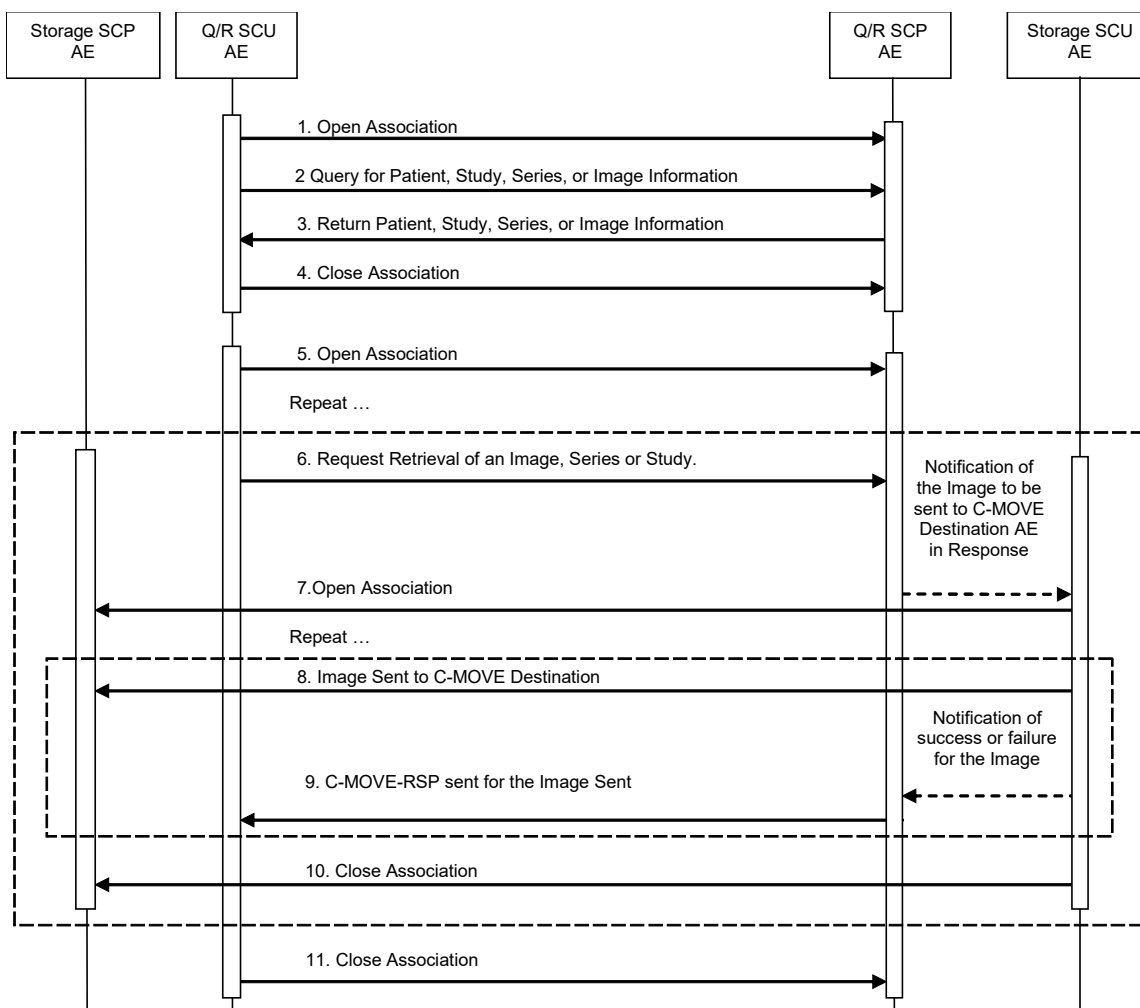 Storage SCP
AE
Q/R SCU
AE
Q/R SCP
AE
Storage SCU
AE
1. Open Association
2 Query for Patient, Study, Series, or Image Information
3. Return Patient, Study, Series, or Image Information
4. Close Association
5. Open Association
Repeat …
6. Request Retrieval of an Image, Series or Study.
Notification of
the Image to be
sent to C-MOVE
Destination AE
in Response
7.Open Association
Repeat …
8. Image Sent to C-MOVE Destination
Notification of
success or failure
for the Image
9. C-MOVE-RSP sent for the Image Sent
10. Close Association
11. Close Association